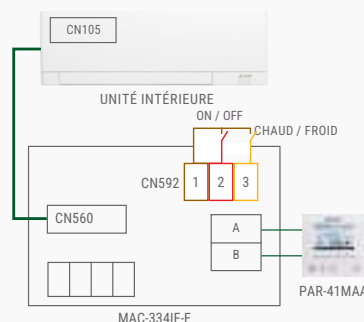 CN105
UNITÉ INTÉRIEURE
ON / OFF
CHAUD / FROID
CN592 1 2 3
CN560
A
B
PAR-41MAA
MAC-334IF-E